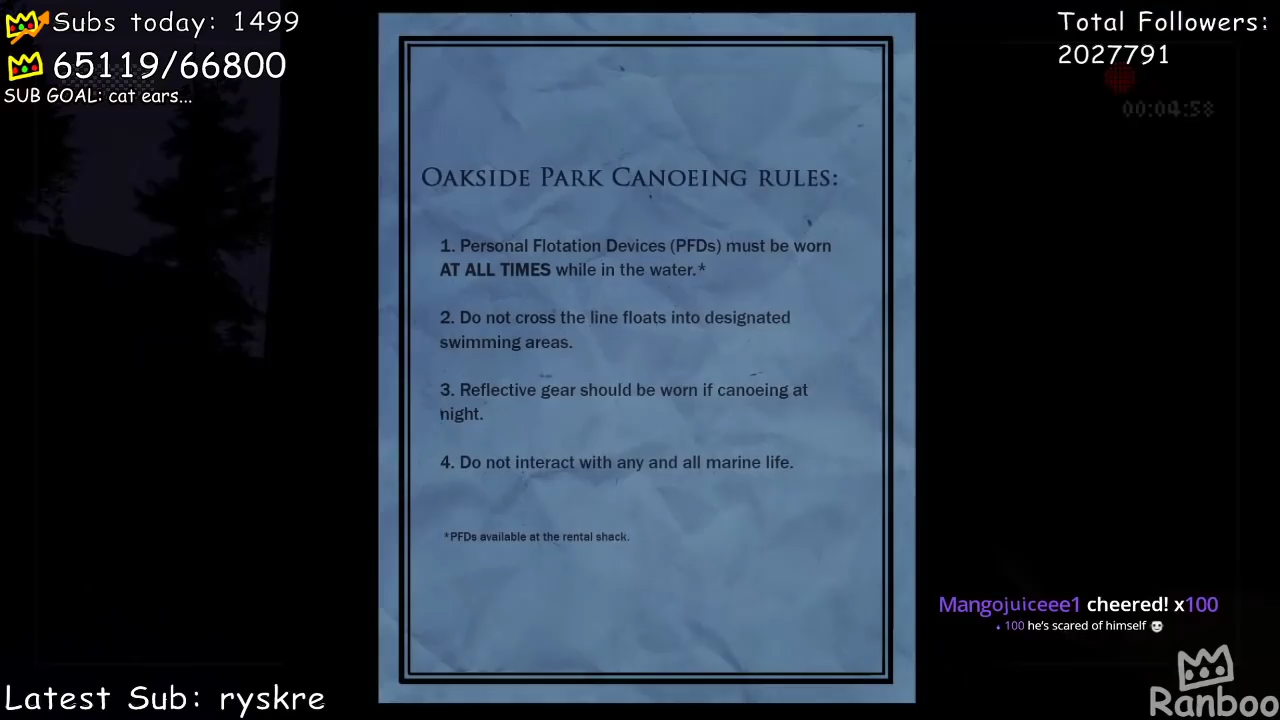 Subs today: 1499
65119/66800
SUB GOAL: cat ears...
Total Followers:
2027791
00:04:58
OAKSIDE PARK CANOEING RULES:
1. Personal Flotation Devices (PFDs) must be worn
AT ALL TIMES while in the water.*
2. Do not cross the line floats into designated
swimming areas.
3. Reflective gear should be worn if canoeing at
night.
4. Do not interact with any and all marine life.
*PFDs available at the rental shack.
Mangojuiceee1 cheered! x100
100 he's scared of himself
Latest Sub: ryskre
Ranboo